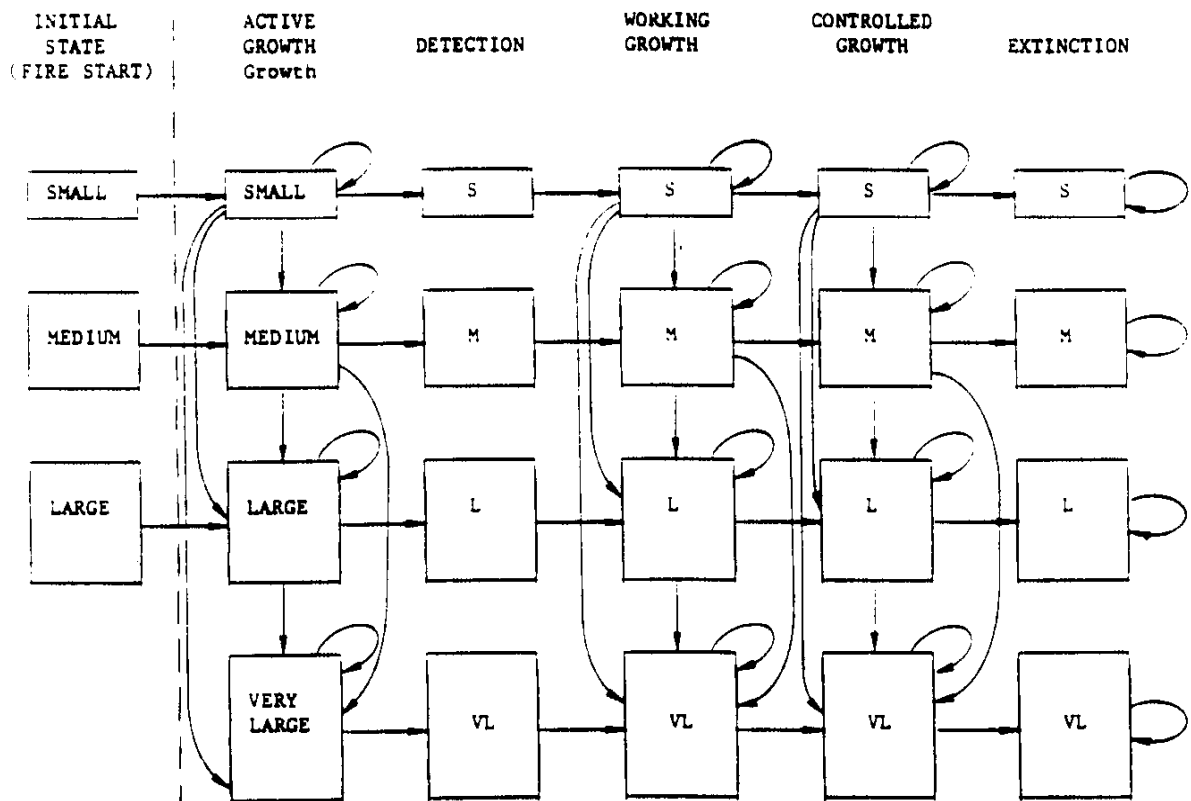 INITIAL
STATE
(FIRE START)
ACTIVE
GROWTH
Growth
DETECTION
WORKING
GROWTH
CONTROLLED
GROWTH
EXTINCTION
SMALL
SMALL
S
S
S
S
MEDIUM
MEDIUM
M
M
M
M
LARGE
LARGE
L
L
L
L
VERY
LARGE
VL
VL
VL
VL